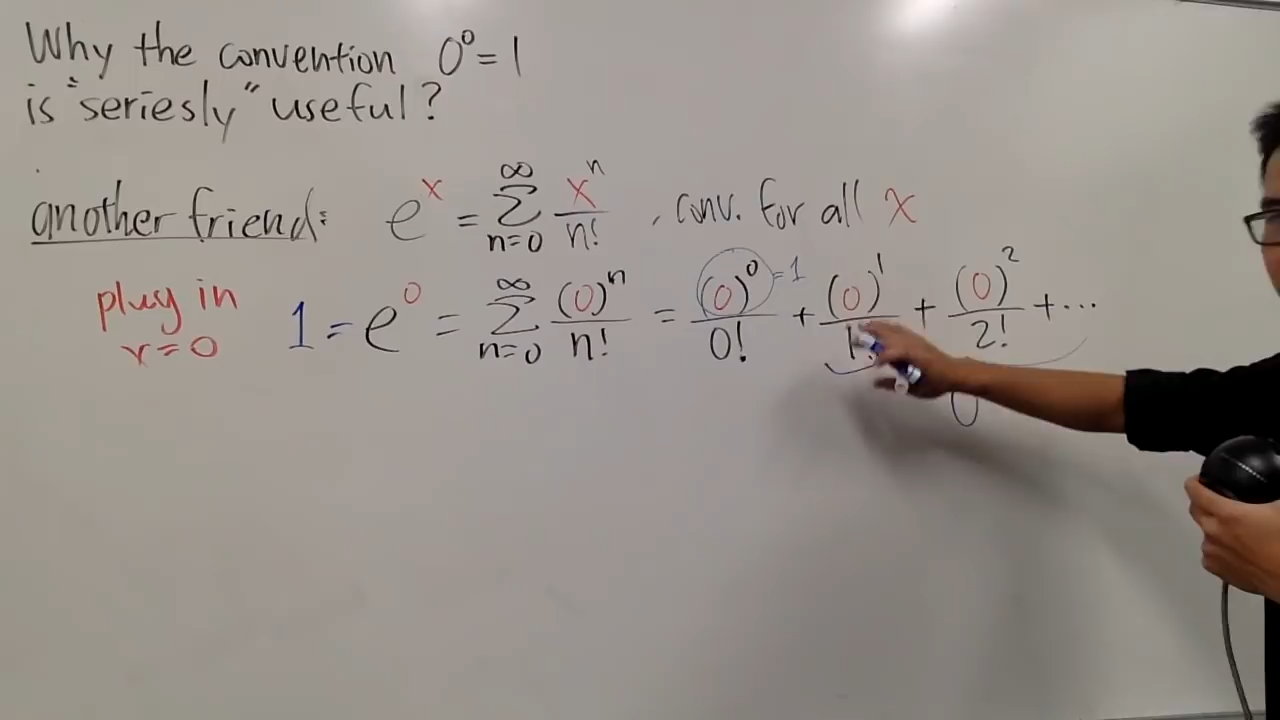 Why the convention 0⁰ = 1
is "seriesly" useful?
another friend: eˣ = ∑_{n=0}^{∞} xⁿ/n! , conv. for all x
plug in x=0
1 = e⁰ = ∑_{n=0}^{∞} (0)ⁿ/n! = (0)⁰/0! + (0)¹/1! + (0)²/2! + ⋯
=1
0